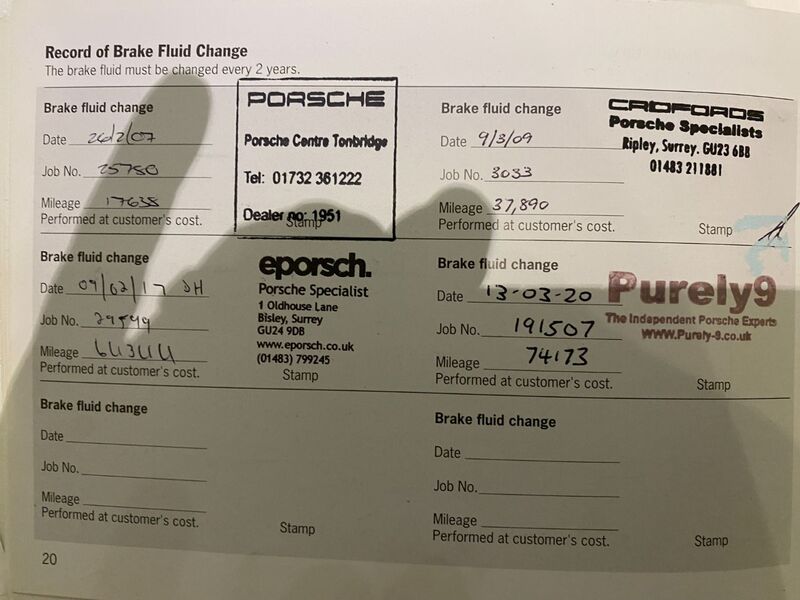 Record of Brake Fluid Change
The brake fluid must be changed every 2 years.
Brake fluid change
Date 26/2/07
Job No. 25780
Mileage 17638
Performed at customer's cost.
PORSCHE
Porsche Centre Tonbridge
Tel: 01732 361222
Dealer no: 1951
Stamp
Brake fluid change
Date 9/3/09
Job No. 3033
Mileage 37,890
Performed at customer's cost.
CROFORDS
Porsche Specialists
Ripley, Surrey. GU23 6BB
01483 211881
Stamp
Brake fluid change
Date 09/02/17 JH
Job No.
Mileage
Performed at customer's cost.
eporsch.
Porsche Specialist
1 Oldhouse Lane
Bisley, Surrey
GU24 9DB
www.eporsch.co.uk
(01483) 799245
Stamp
Brake fluid change
Date 13-03-20
Job No. 191507
Mileage 74173
Performed at customer's cost.
Purely9
The Independent Porsche Experts
www.Purely-9.co.uk
Stamp
Brake fluid change
Date
Job No.
Mileage
Performed at customer's cost.
Stamp
Brake fluid change
Date
Job No.
Mileage
Performed at customer's cost.
Stamp
20